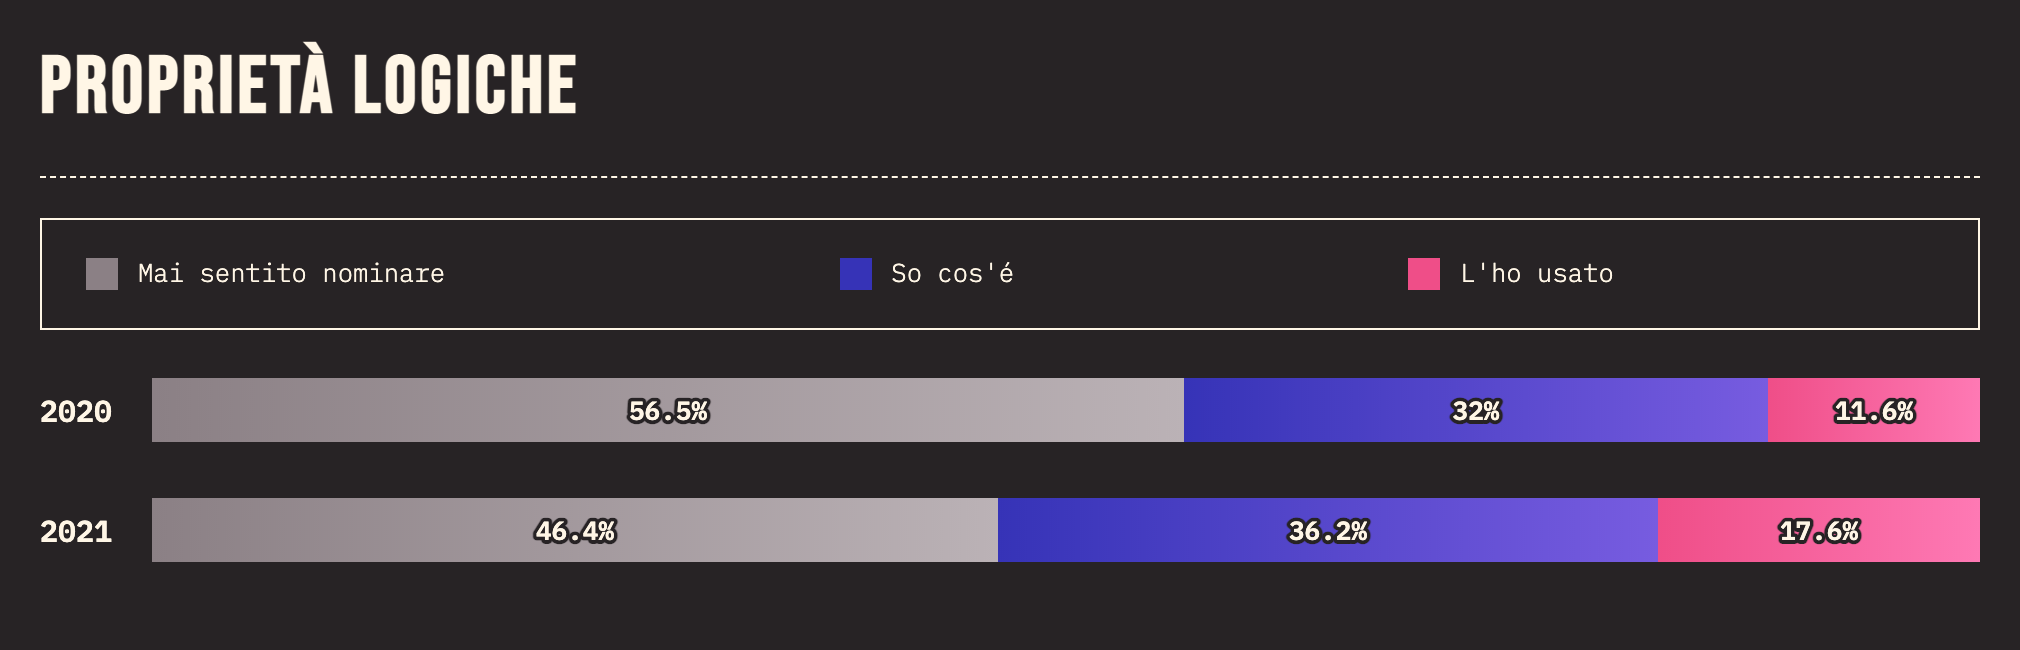 PROPRIETÀ LOGICHE
Mai sentito nominare So cos'é L'ho usato
2020 56.5% 32% 11.6%
2021 46.4% 36.2% 17.6%